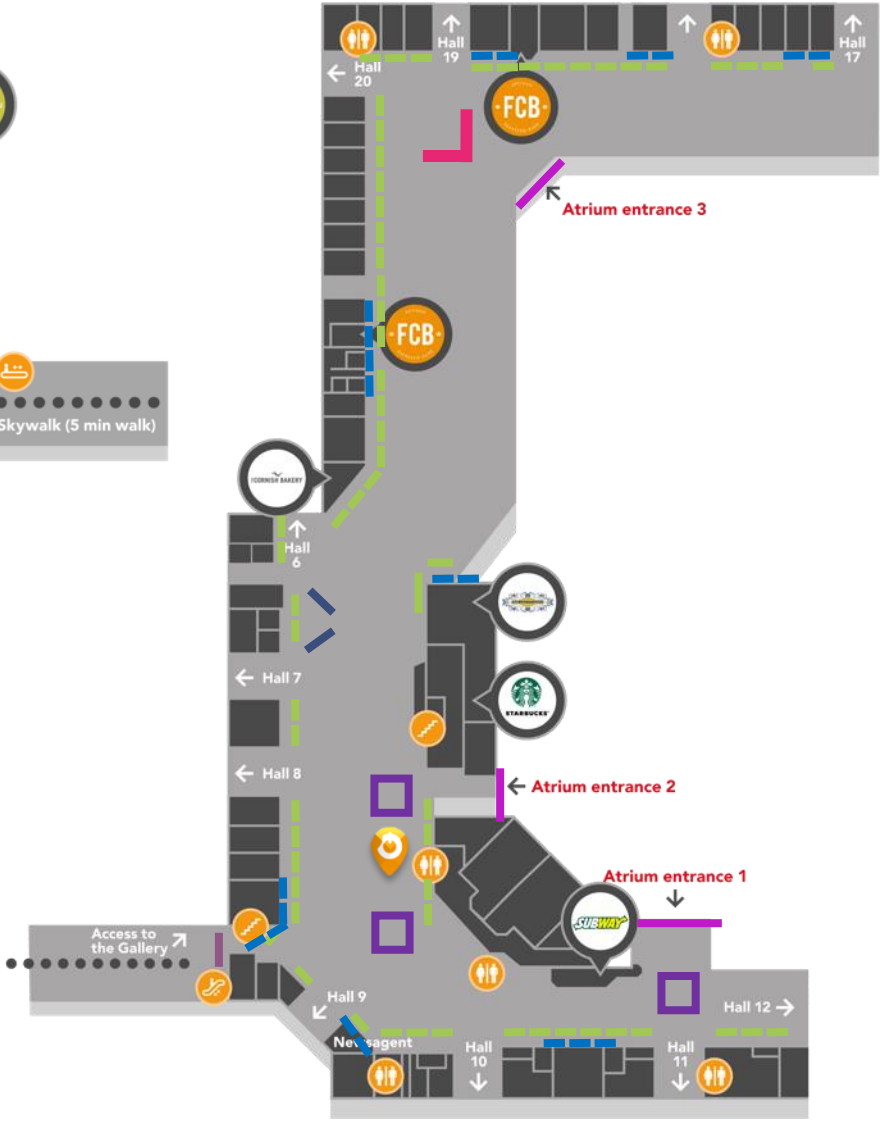 Hall
19
Hall
17
Hall
20
FCB
Atrium entrance 3
FCB
Skywalk (5 min walk)
CORNISH BAKERY
Hall
6
Hall 7
STARBUCKS
Hall 8
Atrium entrance 2
Atrium entrance 1
SUBWAY
Access to
the Gallery
Hall 9
Hall 12
Newsagent
Hall
10
Hall
11